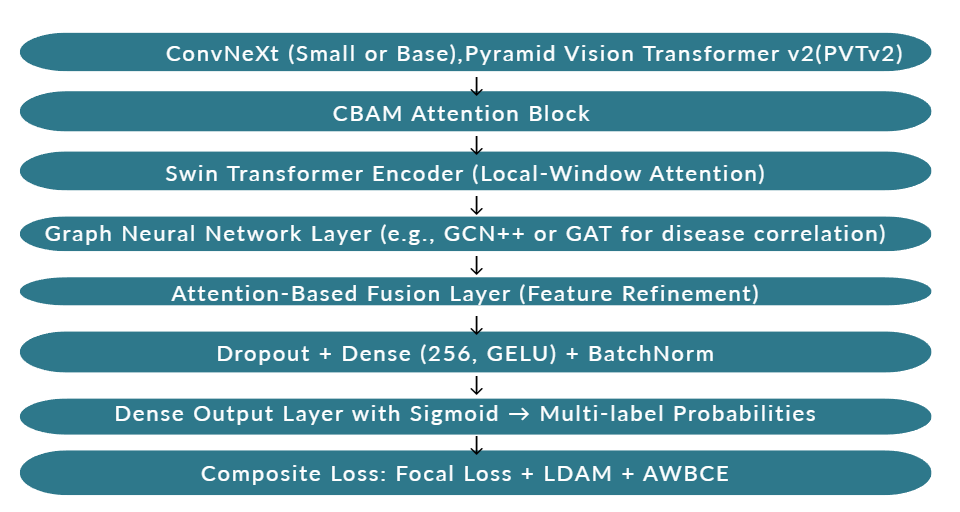 ConvNeXt (Small or Base),Pyramid Vision Transformer v2(PVTv2)
↓
CBAM Attention Block
↓
Swin Transformer Encoder (Local-Window Attention)
↓
Graph Neural Network Layer (e.g., GCN++ or GAT for disease correlation)
↓
Attention-Based Fusion Layer (Feature Refinement)
↓
Dropout + Dense (256, GELU) + BatchNorm
↓
Dense Output Layer with Sigmoid → Multi-label Probabilities
↓
Composite Loss: Focal Loss + LDAM + AWBCE